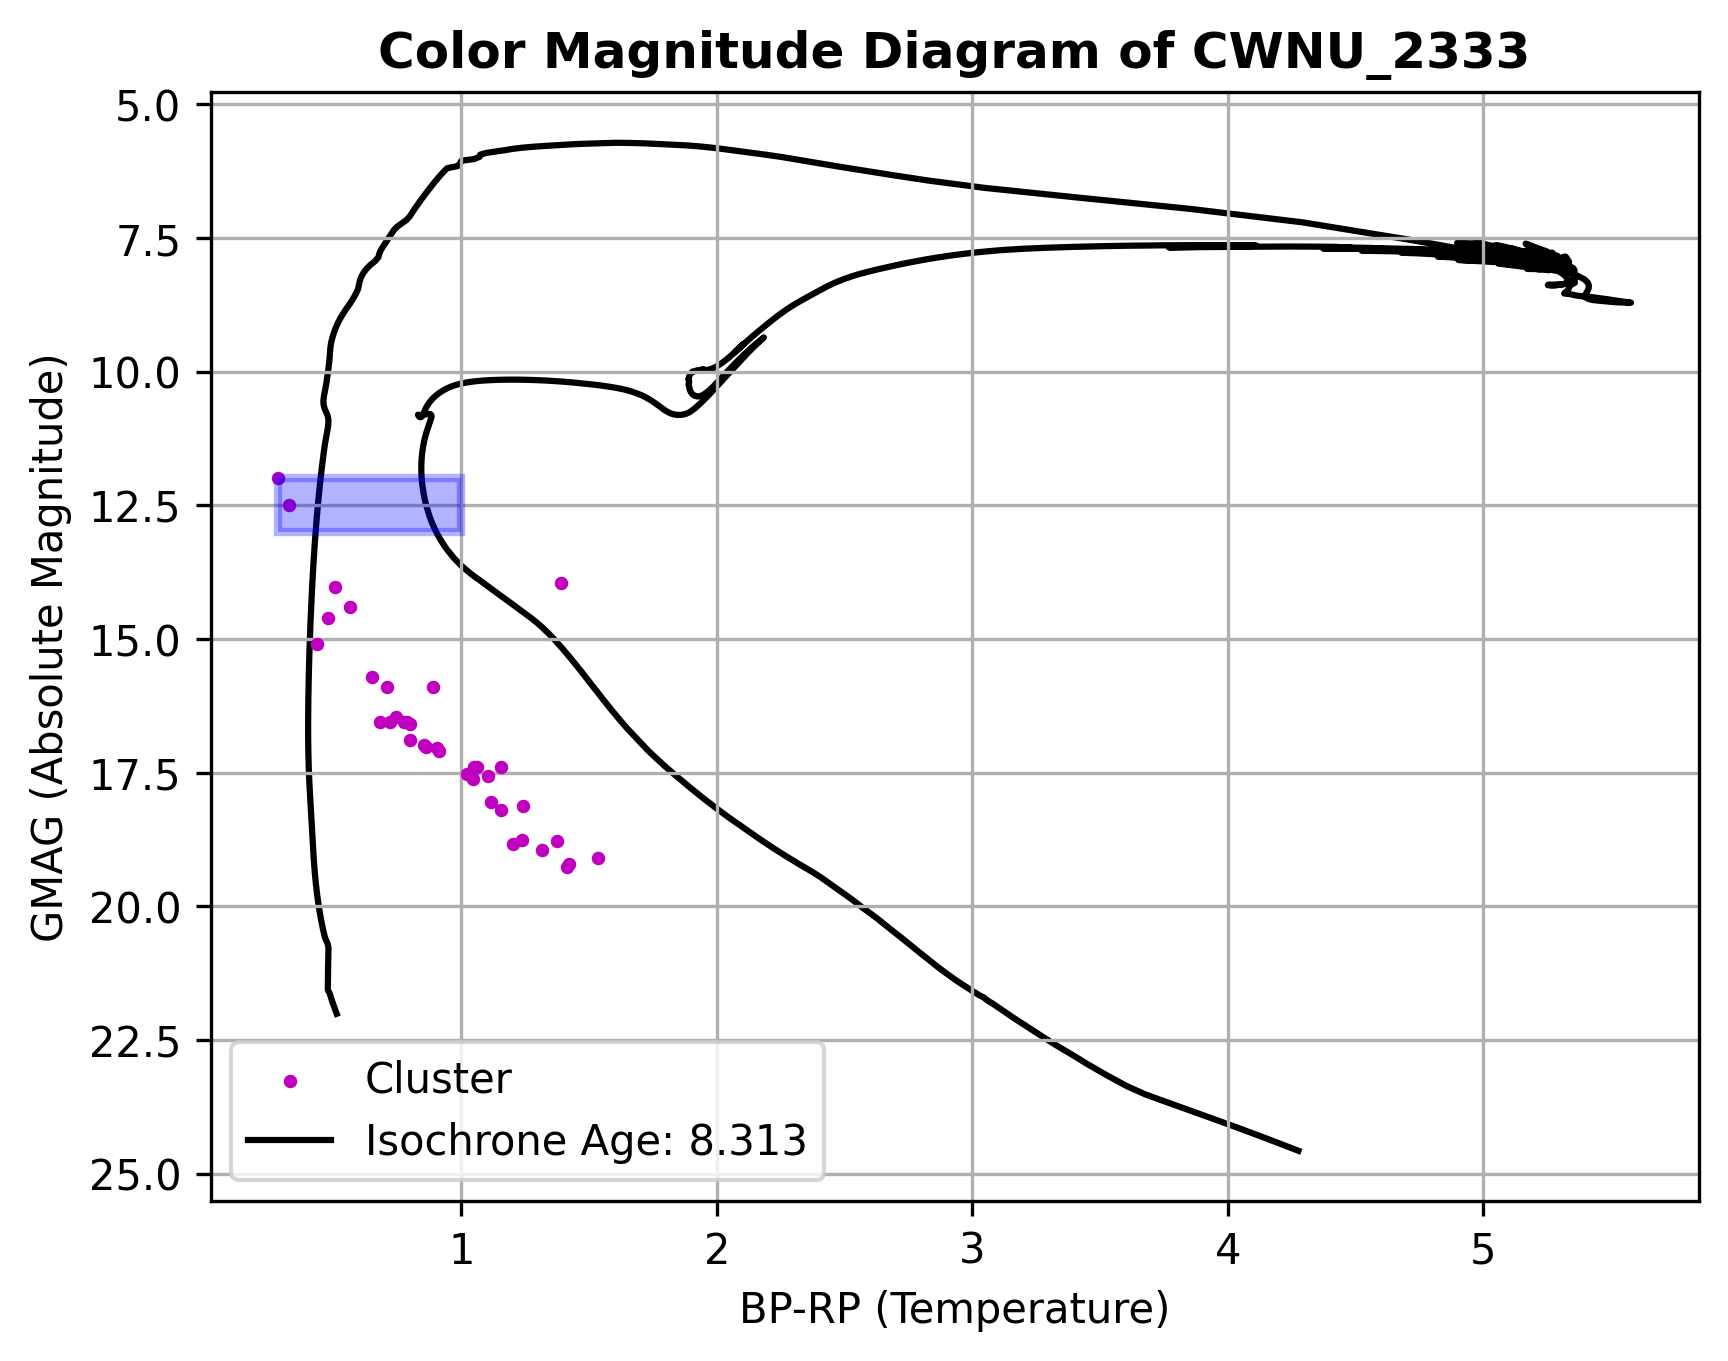 Color Magnitude Diagram of CWNU_2333
GMAG (Absolute Magnitude)
5.0
7.5
10.0
12.5
15.0
17.5
20.0
22.5
25.0
Cluster
Isochrone Age: 8.313
1 2 3 4 5
BP-RP (Temperature)